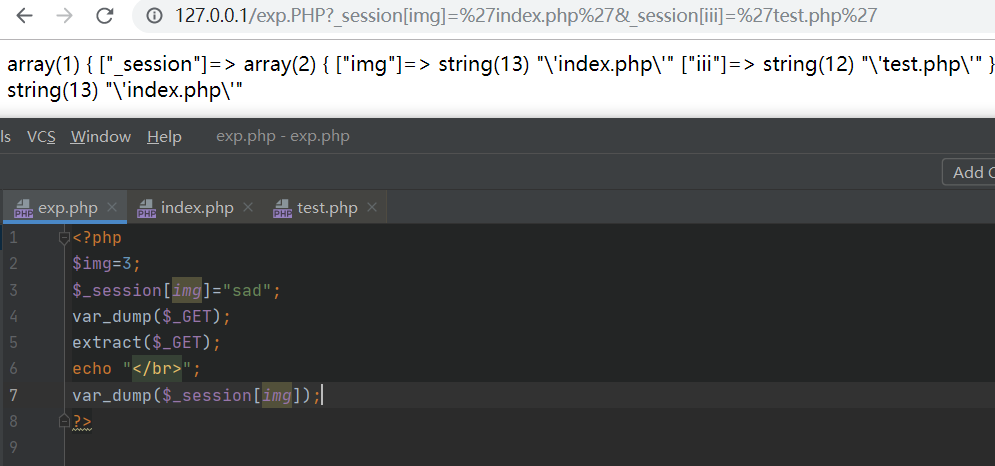 127.0.0.1/exp.PHP?_session[img]=%27index.php%27&_session[iii]=%27test.php%27
array(1) { ["_session"]=> array(2) { ["img"]=> string(13) "\'index.php\'" ["iii"]=> string(12) "\'test.php\'" }
string(13) "\'index.php\'"
ls VCS Window Help exp.php - exp.php
Add C
exp.php index.php test.php
1 <?php
2 $img=3;
3 $_session[img]="sad";
4 var_dump($_GET);
5 extract($_GET);
6 echo "</br>";
7 var_dump($_session[img]);
8 ?>
9